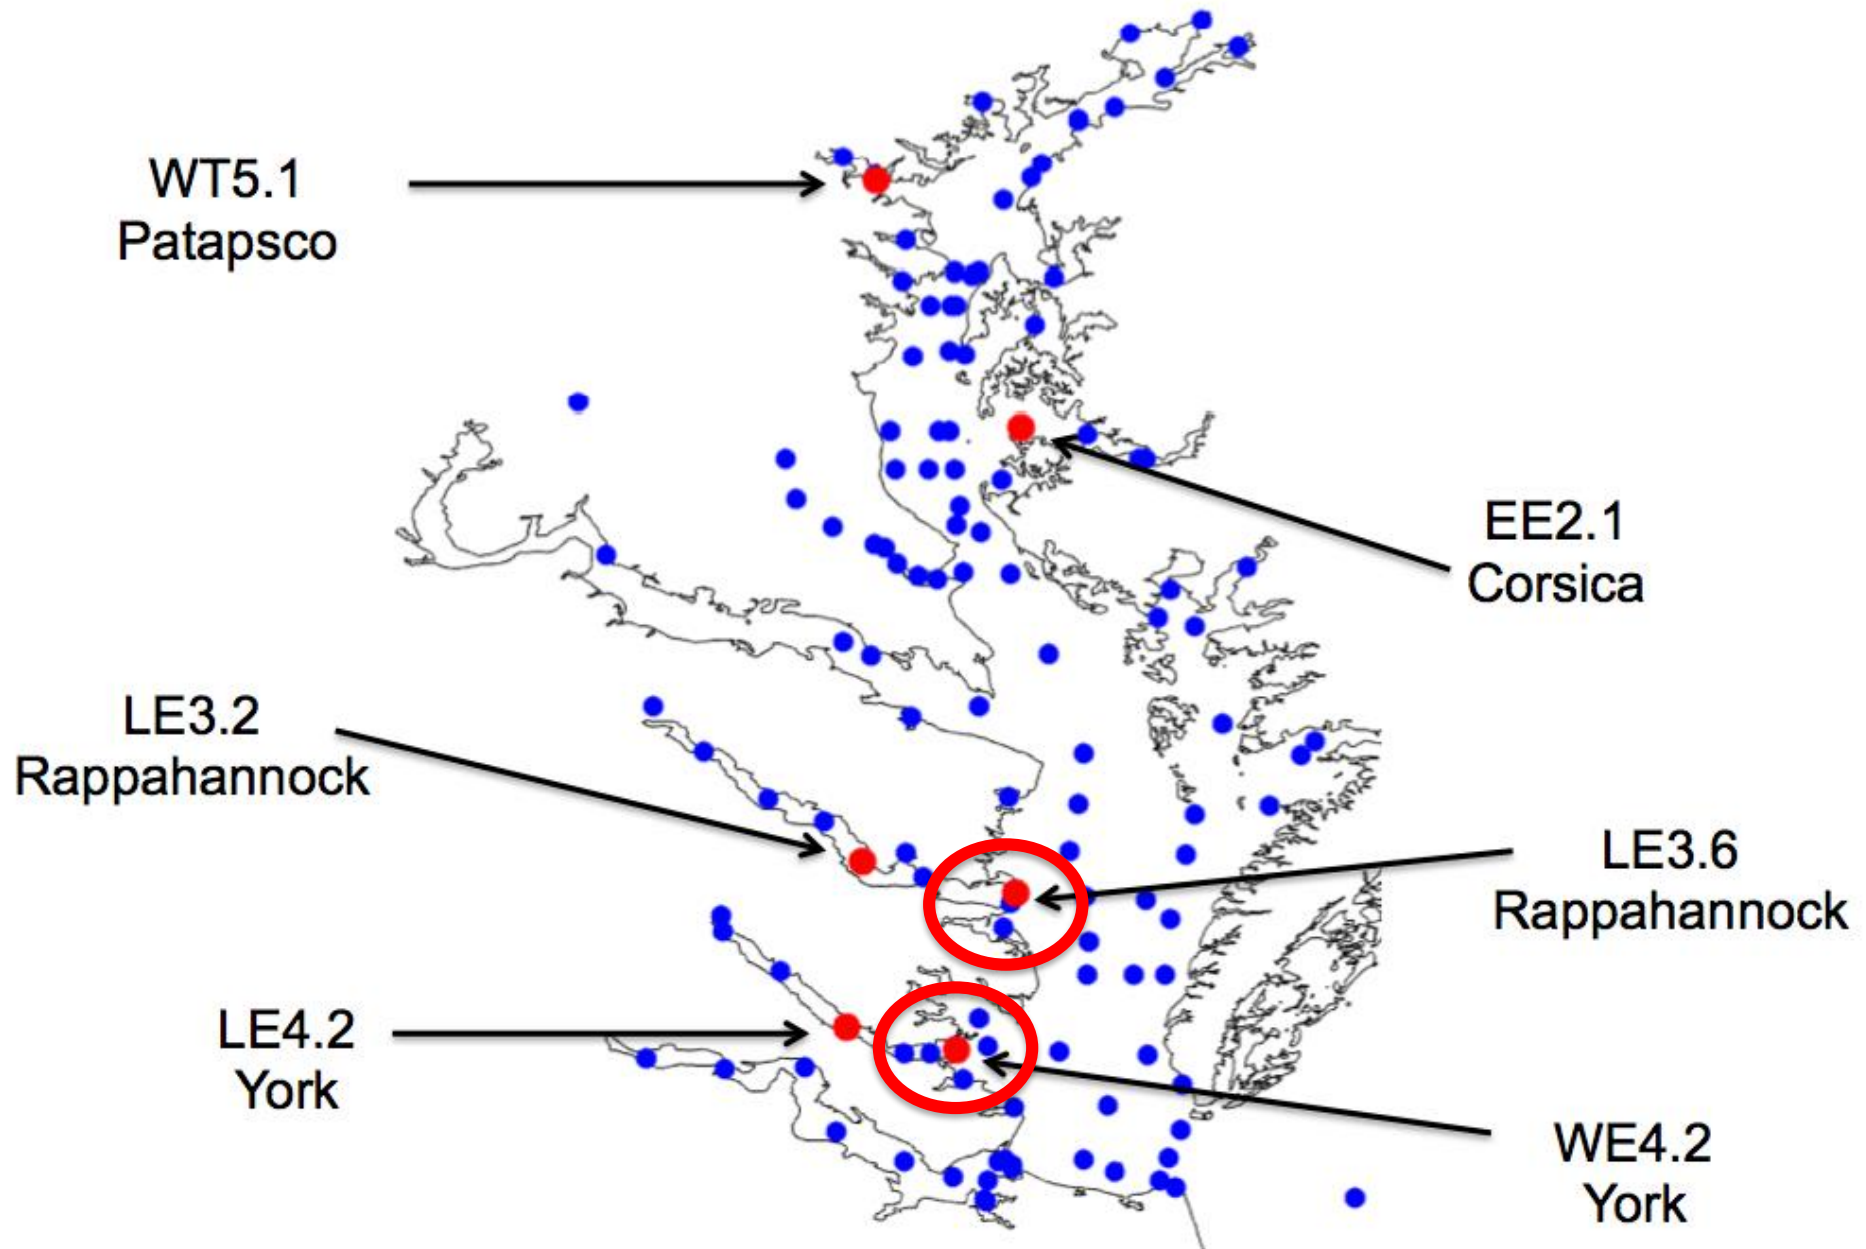 WT5.1
Patapsco
EE2.1
Corsica
LE3.2
Rappahannock
LE3.6
Rappahannock
LE4.2
York
WE4.2
York